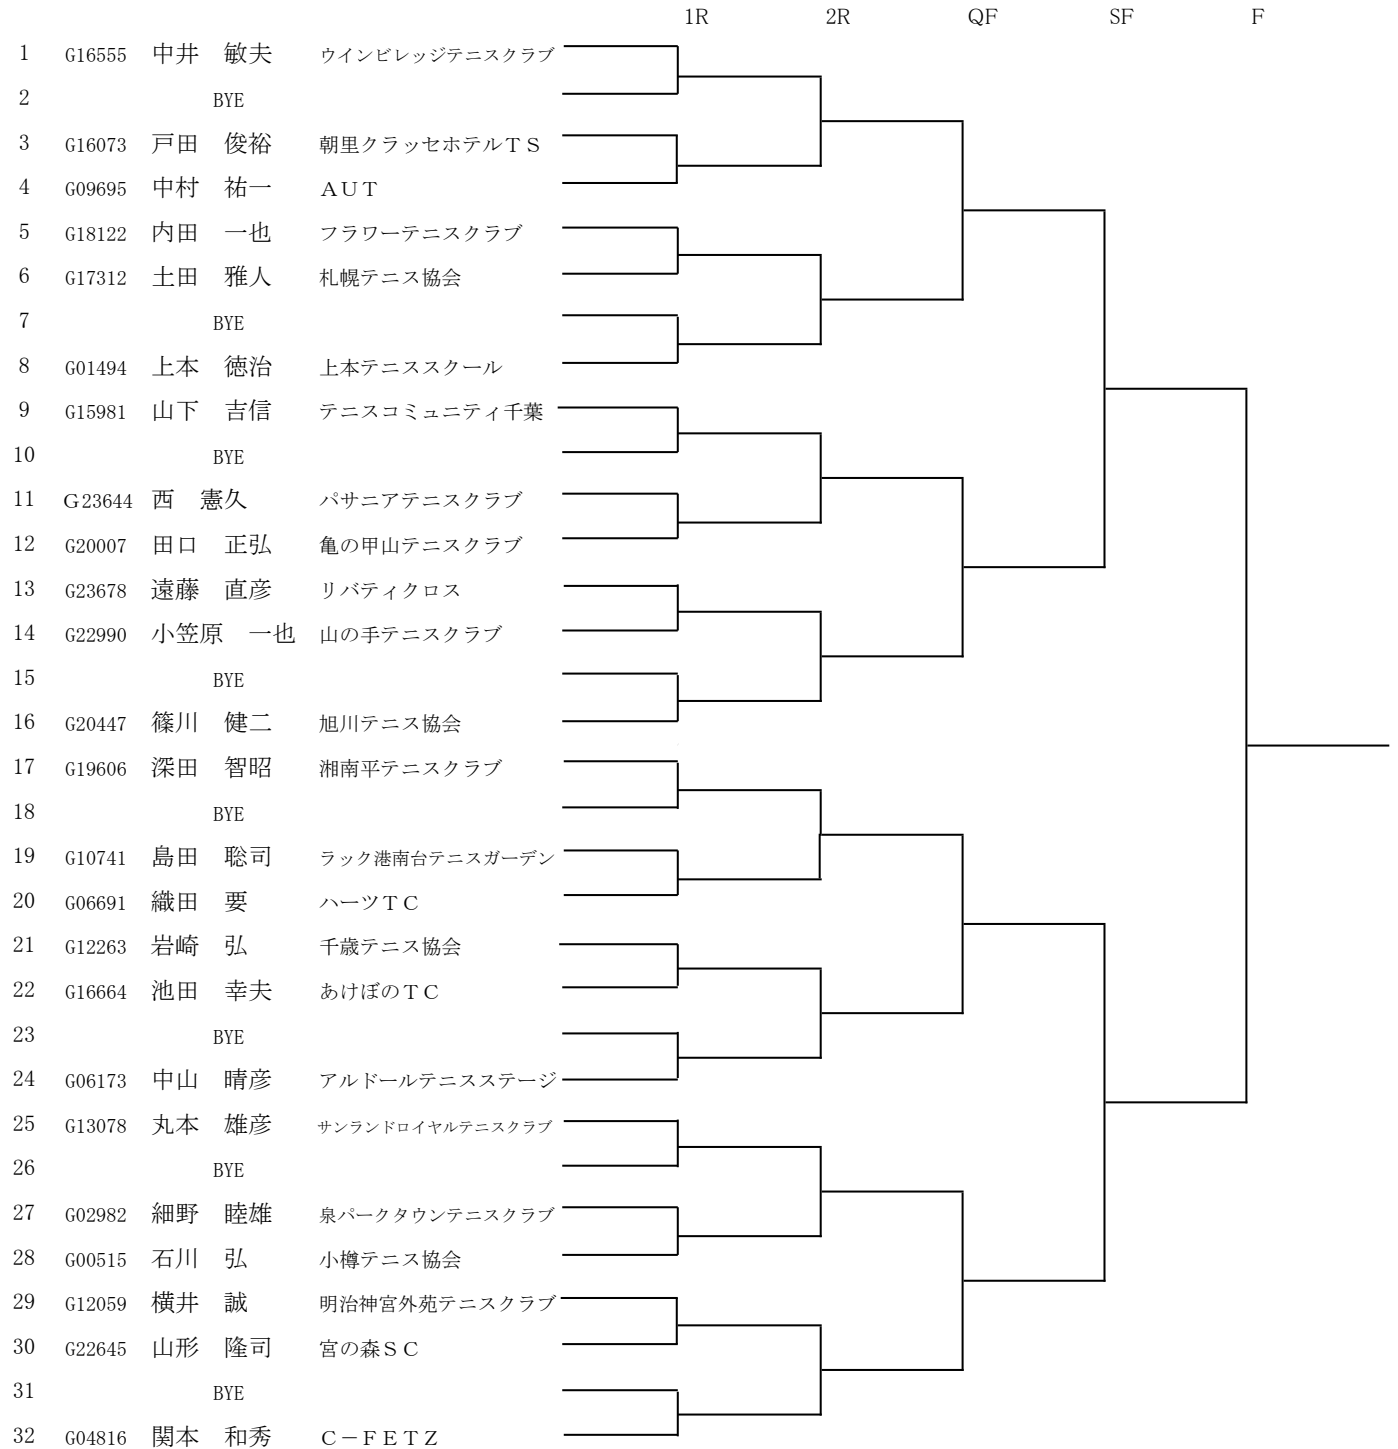 1R 2R QF SF F
1 G16555 中井　敏夫 ウインビレッジテニスクラブ
2 BYE
3 G16073 戸田　俊裕 朝里クラッセホテルＴＳ
4 G09695 中村　祐一 ＡＵＴ
5 G18122 内田　一也 フラワーテニスクラブ
6 G17312 土田　雅人 札幌テニス協会
7 BYE
8 G01494 上本　徳治 上本テニススクール
9 G15981 山下　吉信 テニスコミュニティ千葉
10 BYE
11 Ｇ23644 西　憲久 パサニアテニスクラブ
12 G20007 田口　正弘 亀の甲山テニスクラブ
13 G23678 遠藤　直彦 リバティクロス
14 G22990 小笠原　一也 山の手テニスクラブ
15 BYE
16 G20447 篠川　健二 旭川テニス協会
17 G19606 深田　智昭 湘南平テニスクラブ
18 BYE
19 G10741 島田　聡司 ラック港南台テニスガーデン
20 G06691 織田　要 ハーツＴＣ
21 G12263 岩崎　弘 千歳テニス協会
22 G16664 池田　幸夫 あけぼのＴＣ
23 BYE
24 G06173 中山　晴彦 アルドールテニスステージ
25 G13078 丸本　雄彦 サンランドロイヤルテニスクラブ
26 BYE
27 G02982 細野　睦雄 泉パークタウンテニスクラブ
28 G00515 石川　弘 小樽テニス協会
29 G12059 横井　誠 明治神宮外苑テニスクラブ
30 G22645 山形　隆司 宮の森ＳＣ
31 BYE
32 G04816 関本　和秀 Ｃ－ＦＥＴＺ